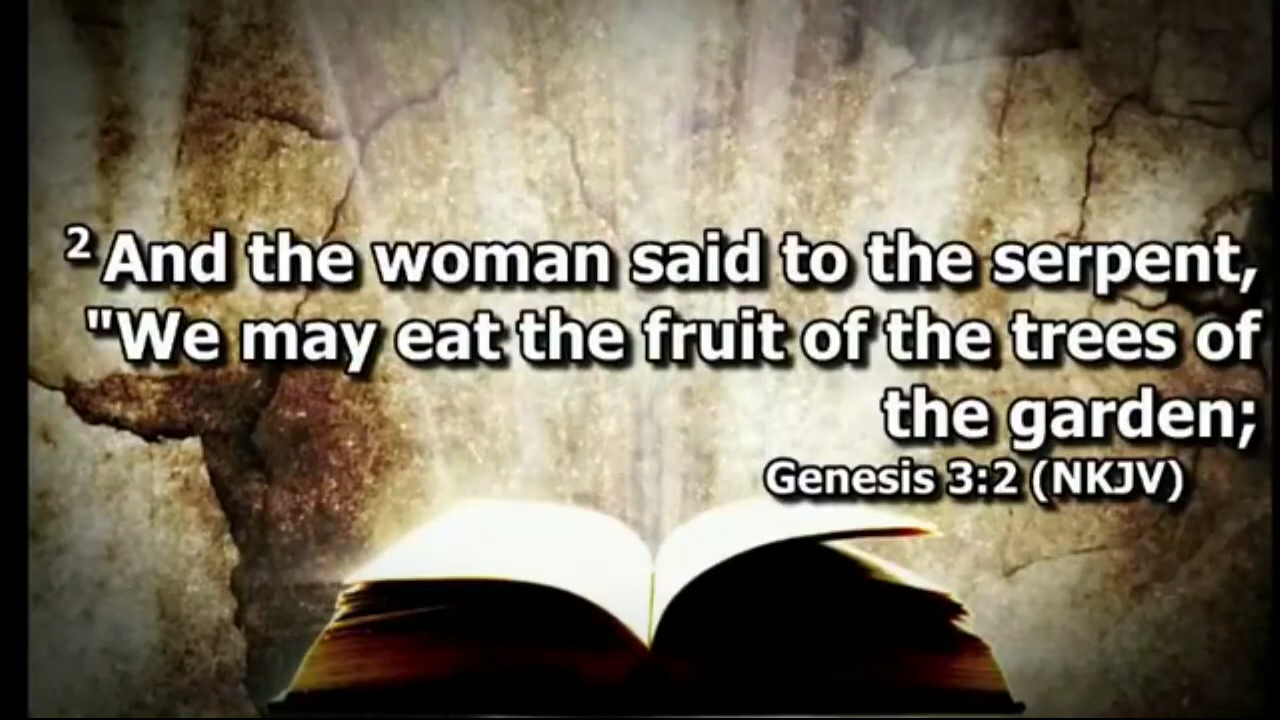 2 And the woman said to the serpent,
"We may eat the fruit of the trees of
the garden;
Genesis 3:2 (NKJV)